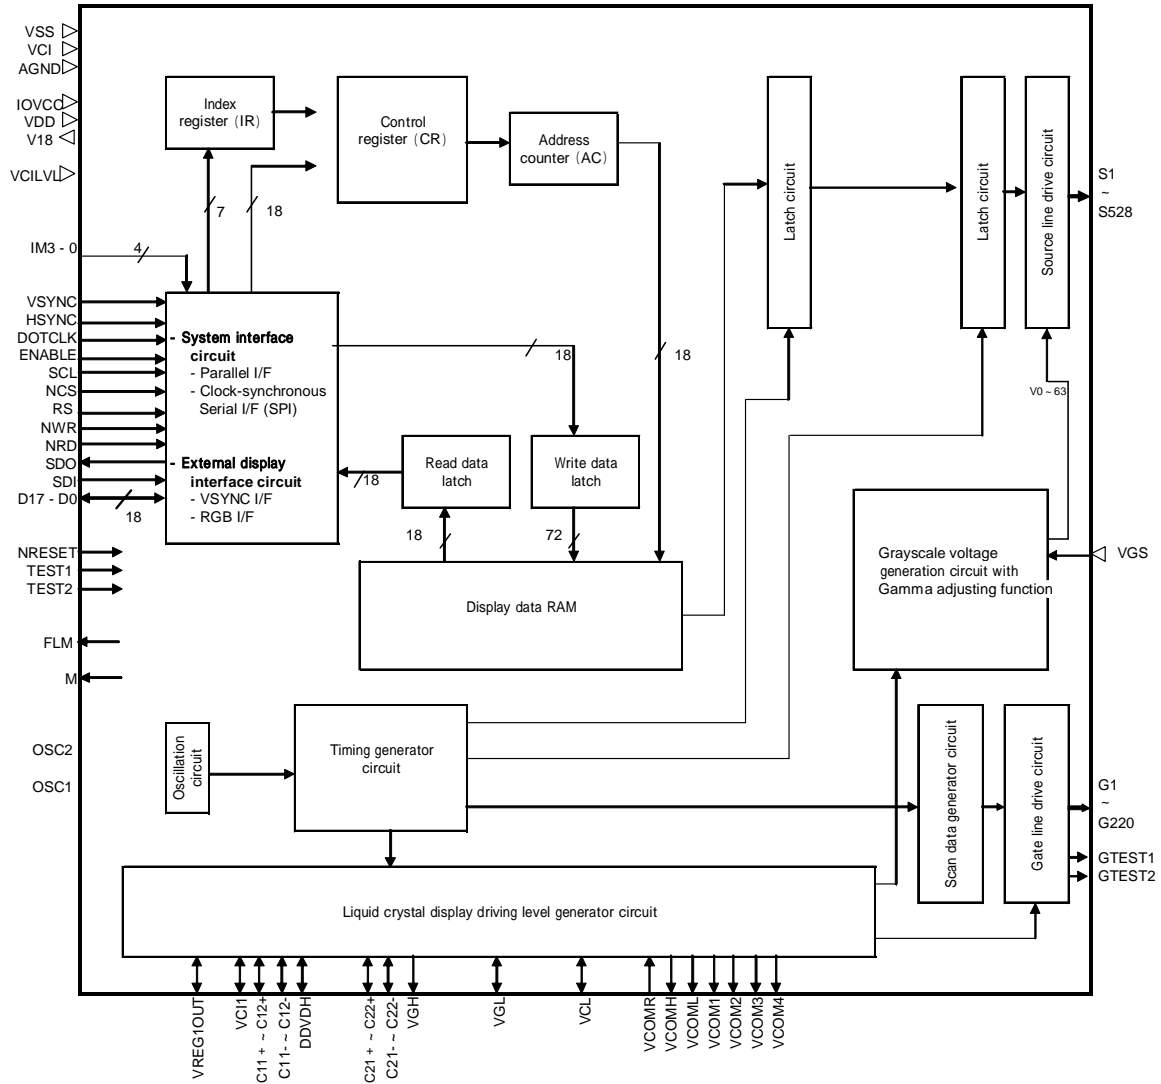 VSS
VCI
AGND
IOVCC
VDD
V18
VCILVL
IM3 - 0
4
VSYNC
HSYNC
DOTCLK
ENABLE
SCL
NCS
RS
NWR
NRD
SDO
SDI
D17 - D0
18
NRESET
TEST1
TEST2
FLM
M
OSC2
OSC1
Index
register (IR)
7
18
Control
register (CR)
Address
counter (AC)
18
- System interface
circuit
- Parallel I/F
- Clock-synchronous
Serial I/F (SPI)
- External display
interface circuit
- VSYNC I/F
- RGB I/F
18
18
Read data
latch
Write data
latch
18
72
Display data RAM
Latch circuit
Latch circuit
Source line drive circuit
S1
~
S528
V0 ~ 63
Grayscale voltage
generation circuit with
Gamma adjusting function
VGS
Oscillation
circuit
Timing generator
circuit
Scan data generator circuit
Gate line drive circuit
G1
~
G220
GTEST1
GTEST2
Liquid crystal display driving level generator circuit
VREG1OUT
VCI1
C11 + ~ C12+
C11- ~ C12-
DDVDH
C21 + ~ C22+
C21- ~ C22-
VGH
VGL
VCL
VCOMR
VCOMH
VCOML
VCOM1
VCOM2
VCOM3
VCOM4